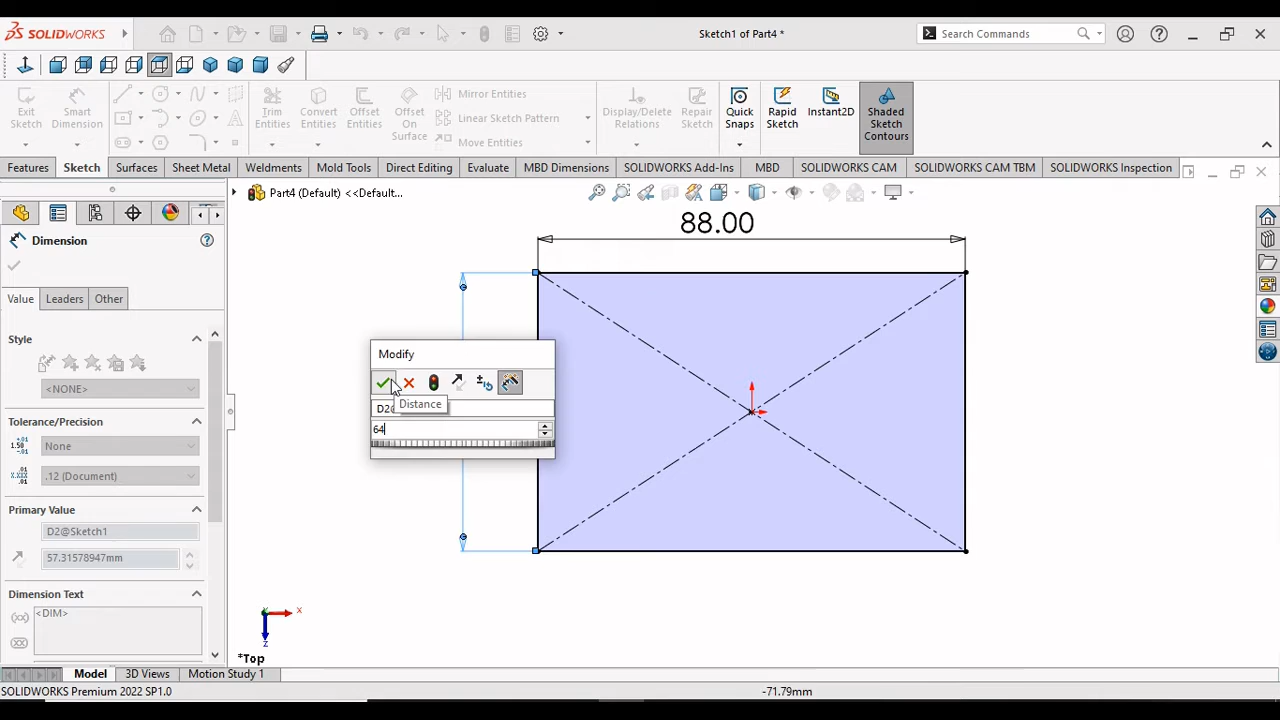 SOLIDWORKS
Sketch1 of Part4 *
Search Commands
Exit Sketch
Smart Dimension
Trim Entities
Convert Entities
Offset Entities
Offset On Surface
Mirror Entities
Linear Sketch Pattern
Move Entities
Display/Delete Relations
Repair Sketch
Quick Snaps
Rapid Sketch
Instant2D
Shaded Sketch Contours
Features
Sketch
Surfaces
Sheet Metal
Weldments
Mold Tools
Direct Editing
Evaluate
MBD Dimensions
SOLIDWORKS Add-Ins
MBD
SOLIDWORKS CAM
SOLIDWORKS CAM TBM
SOLIDWORKS Inspection
Part4 (Default) <<Default...
88.00
Dimension
Value
Leaders
Other
Style
<NONE>
Tolerance/Precision
None
.12 (Document)
Primary Value
D2@Sketch1
57.31578947mm
Dimension Text
<DIM>
Modify
Distance
64
X
Z
*Top
Model
3D Views
Motion Study 1
SOLIDWORKS Premium 2022 SP1.0
-71.79mm